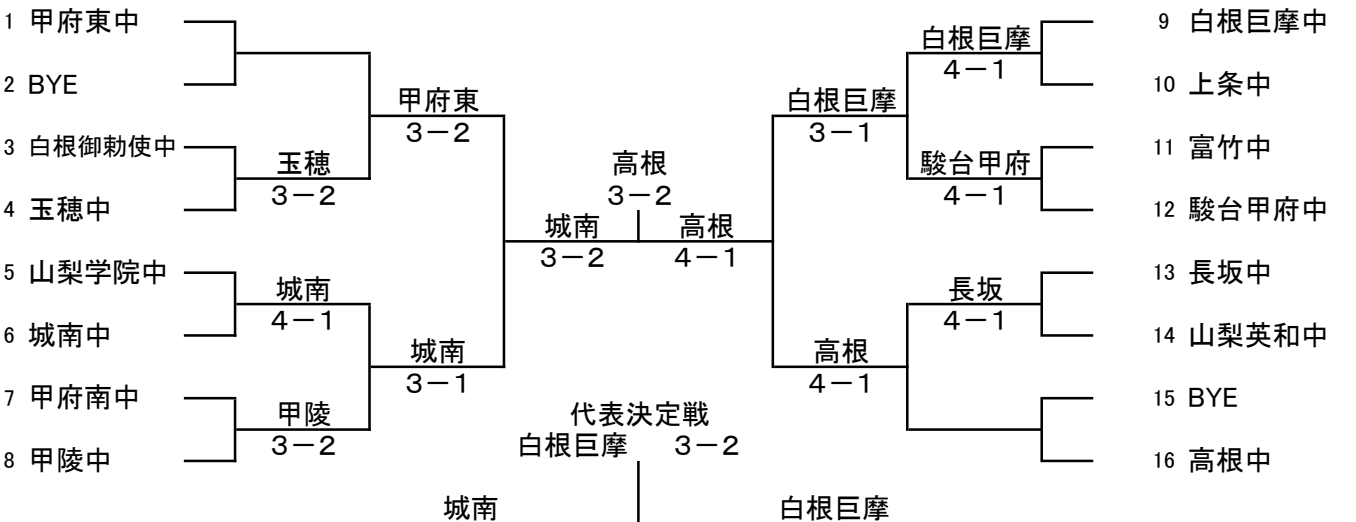 1 甲府東中
2 BYE
3 白根御勅使中
4 玉穂中
5 山梨学院中
6 城南中
7 甲府南中
8 甲陵中
玉穂
3－2
城南
4－1
甲陵
3－2
甲府東
3－2
城南
3－1
城南
3－2
高根
3－2
高根
4－1
白根巨摩
3－1
高根
4－1
白根巨摩
4－1
駿台甲府
4－1
長坂
4－1
9 白根巨摩中
10 上条中
11 富竹中
12 駿台甲府中
13 長坂中
14 山梨英和中
15 BYE
16 高根中
代表決定戦
白根巨摩 3－2
城南 白根巨摩